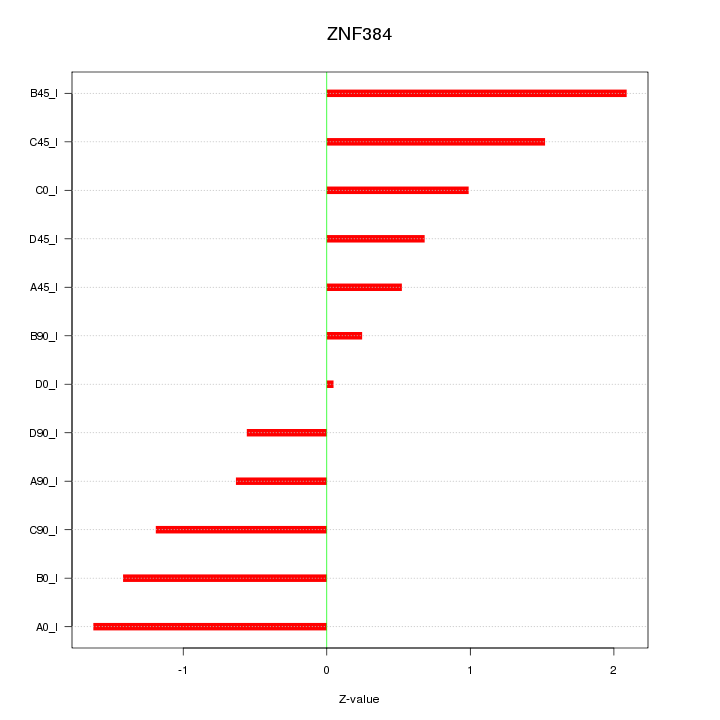 ZNF384
B45_I
C45_I
C0_I
D45_I
A45_I
B90_I
D0_I
D90_I
A90_I
C90_I
B0_I
A0_I
-1 0 1 2
Z-value